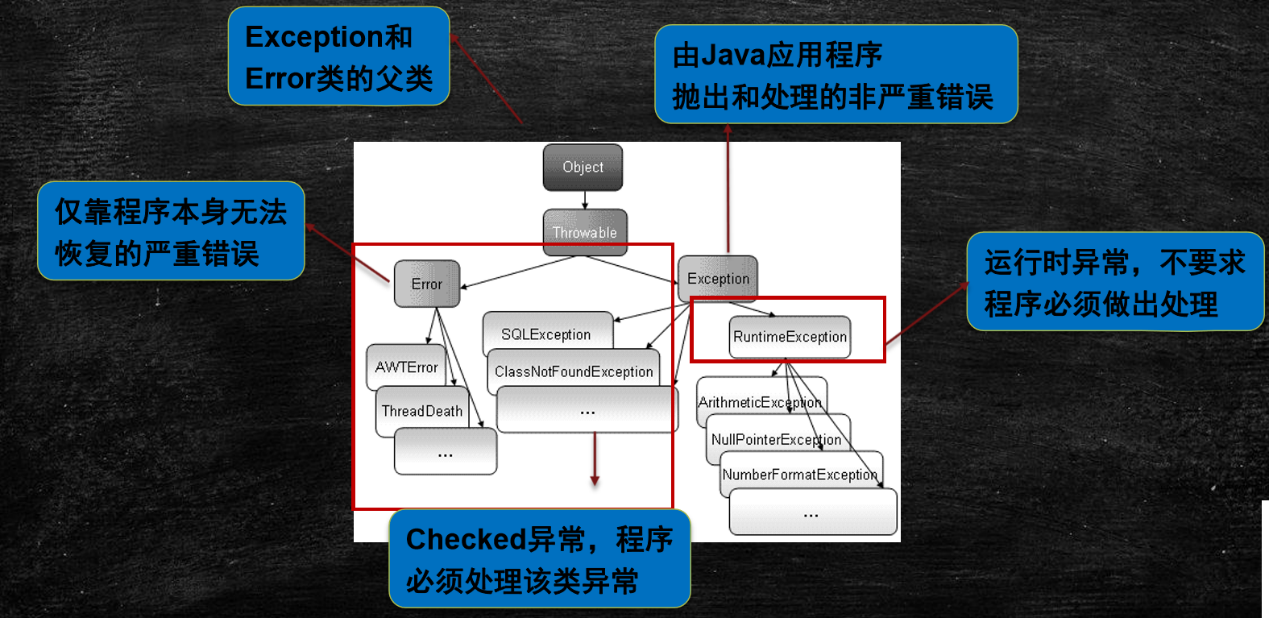 Exception和
Error类的父类
由Java应用程序
抛出和处理的非严重错误
仅靠程序本身无法
恢复的严重错误
运行时异常，不要求
程序必须做出处理
Object
Throwable
Error
Exception
SQLException
RuntimeException
AWTError
ClassNotFoundException
ThreadDeath
...
ArithmeticException
...
NullPointerException
NumberFormatException
...
Checked异常，程序
必须处理该类异常